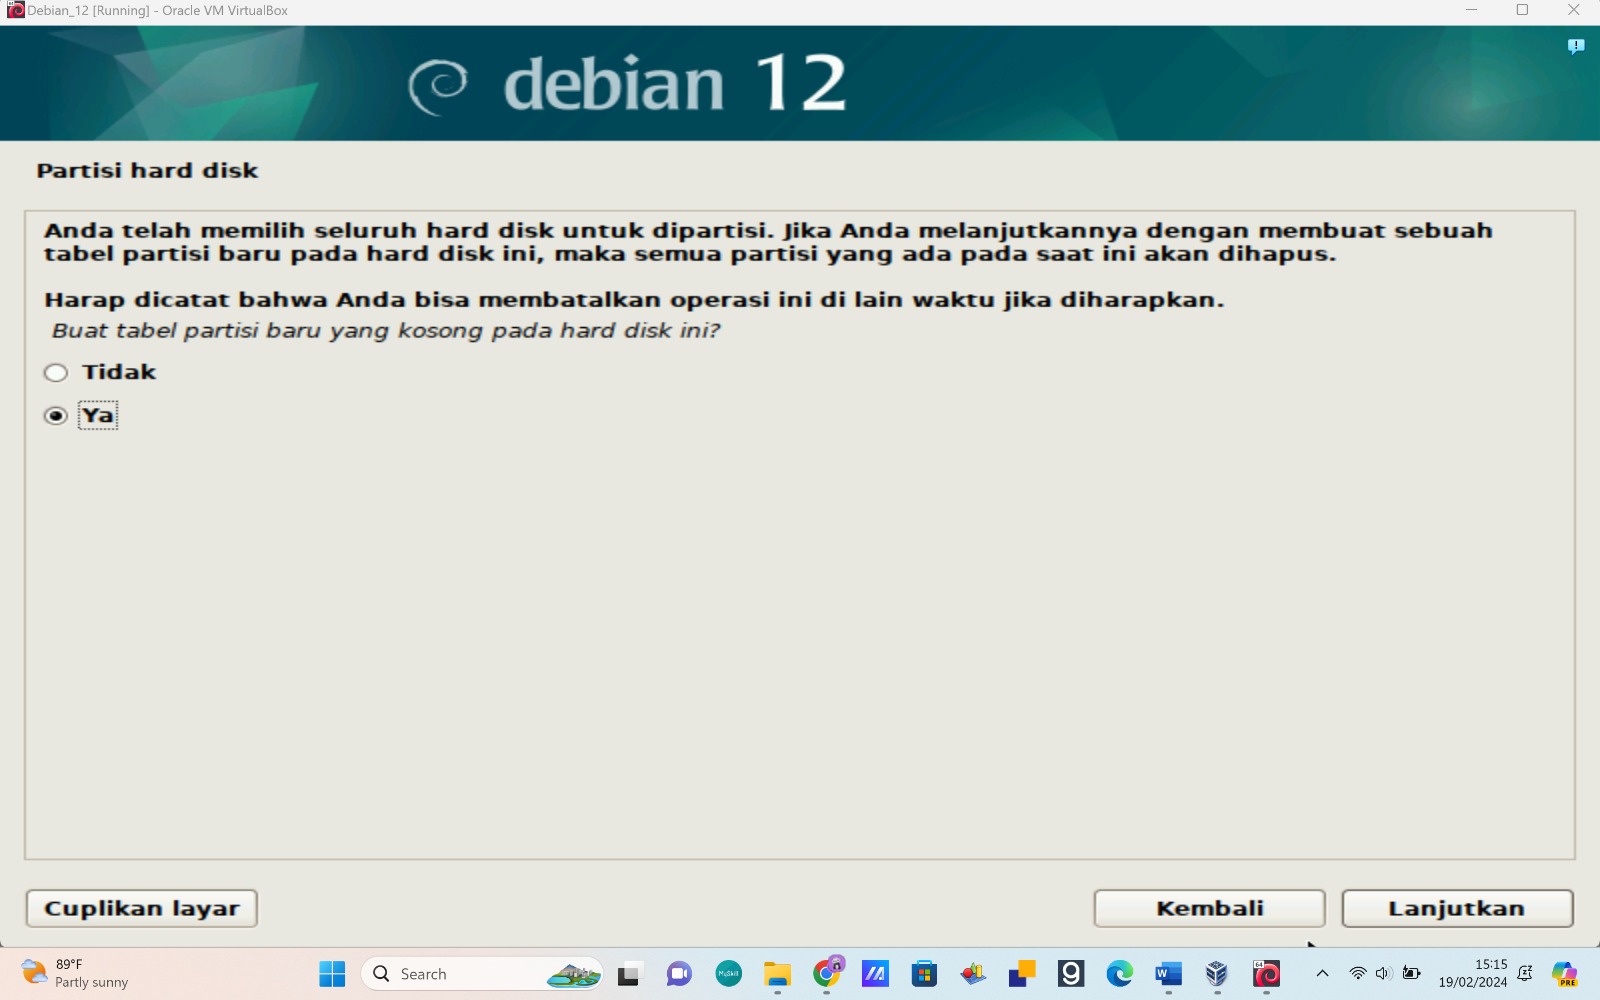 Debian_12 [Running] - Oracle VM VirtualBox
debian 12
Partisi hard disk
Anda telah memilih seluruh hard disk untuk dipartisi. Jika Anda melanjutkannya dengan membuat sebuah
tabel partisi baru pada hard disk ini, maka semua partisi yang ada pada saat ini akan dihapus.
Harap dicatat bahwa Anda bisa membatalkan operasi ini di lain waktu jika diharapkan.
Buat tabel partisi baru yang kosong pada hard disk ini?
Tidak
Ya
Cuplikan layar
Kembali
Lanjutkan
89°F
Partly sunny
Search
MySkill
15:15
19/02/2024
PRE